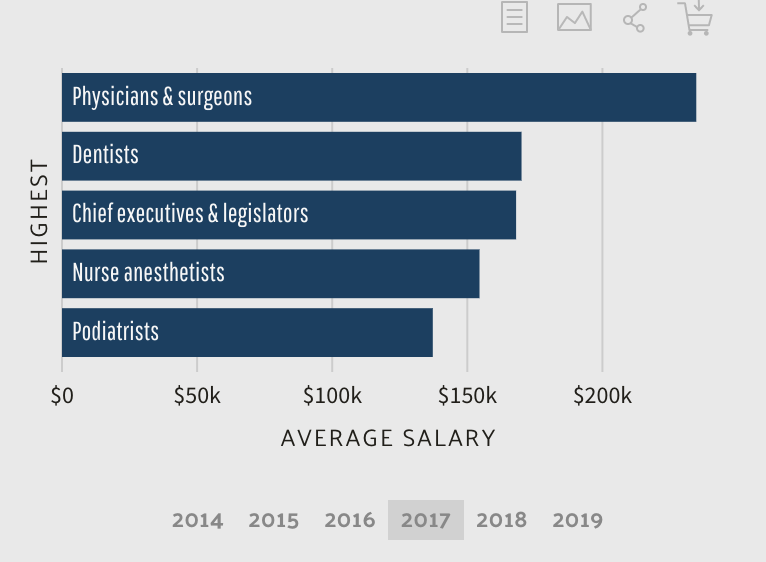 Physicians & surgeons
Dentists
Chief executives & legislators
Nurse anesthetists
Podiatrists
HIGHEST
$0 $50k $100k $150k $200k
AVERAGE SALARY
2014 2015 2016 2017 2018 2019